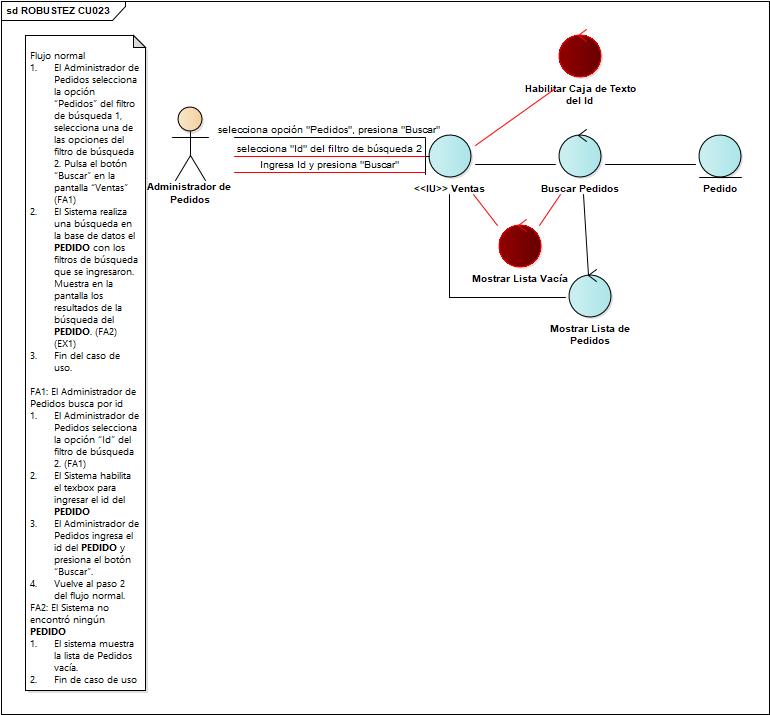 sd ROBUSTEZ CU023
Flujo normal
1. El Administrador de
Pedidos selecciona
la opción
"Pedidos" del filtro
de búsqueda 1,
selecciona una de
las opciones del
filtro de búsqueda
2. Pulsa el botón
"Buscar" en la
pantalla "Ventas"
(FA1)
2. El Sistema realiza
una búsqueda en
la base de datos el
PEDIDO con los
filtros de búsqueda
que se ingresaron.
Muestra en la
pantalla los
resultados de la
búsqueda del
PEDIDO. (FA2)
(EX1)
3. Fin del caso de
uso.
FA1: El Administrador de
Pedidos busca por id
1. El Administrador de
Pedidos selecciona
la opción "Id" del
filtro de búsqueda
2. (FA1)
2. El Sistema habilita
el texbox para
ingresar el id del
PEDIDO
3. El Administrador de
Pedidos ingresa el
id del PEDIDO y
presiona el botón
"Buscar".
4. Vuelve al paso 2
del flujo normal.
FA2: El Sistema no
encontró ningún
PEDIDO
1. El sistema muestra
la lista de Pedidos
vacía.
2. Fin de caso de uso
Administrador de
Pedidos
selecciona opción "Pedidos", presiona "Buscar"
selecciona "Id" del filtro de búsqueda 2
Ingresa Id y presiona "Buscar"
Habilitar Caja de Texto
del Id
<<IU>> Ventas
Buscar Pedidos
Pedido
Mostrar Lista Vacía
Mostrar Lista de
Pedidos